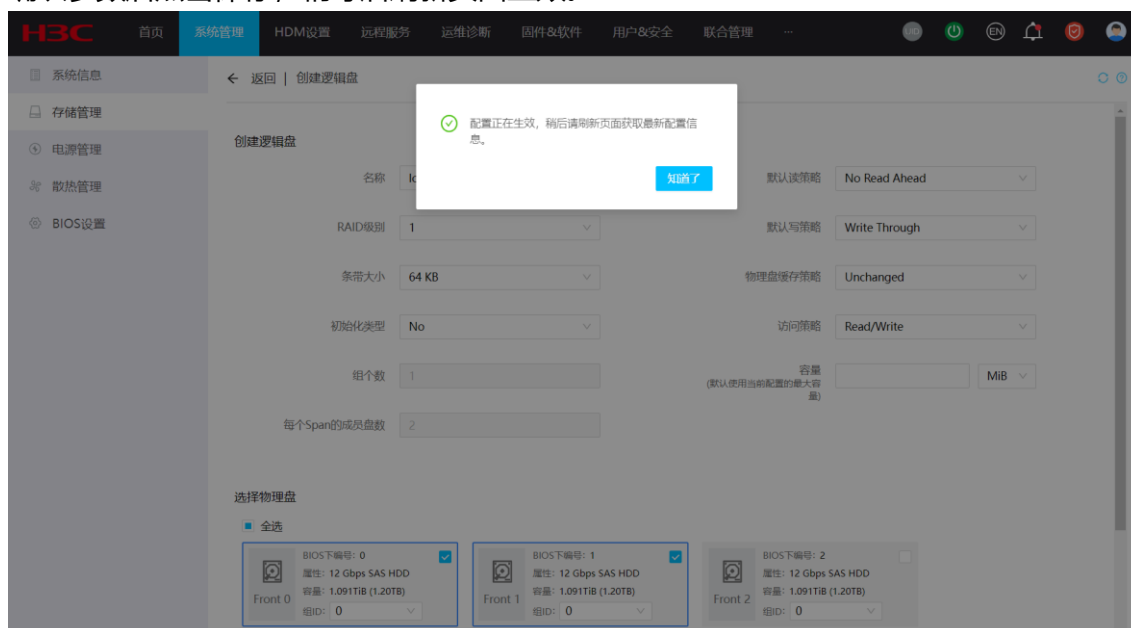 H3C 首页 系统管理 HDM设置 远程服务 运维诊断 固件&软件 用户&安全 联合管理 ... UID EN
系统信息
存储管理
电源管理
散热管理
BIOS设置
← 返回 | 创建逻辑盘
配置正在生效，稍后请刷新页面获取最新配置信
息。
知道了
创建逻辑盘
名称
默认读策略 No Read Ahead
RAID级别 1
默认写策略 Write Through
条带大小 64 KB
物理盘缓存策略 Unchanged
初始化类型 No
访问策略 Read/Write
组个数 1
容量
(默认使用当前配置的最大容
量)
MiB
每个Span的成员盘数 2
选择物理盘
全选
Front 0
BIOS下编号: 0
属性: 12 Gbps SAS HDD
容量: 1.091TiB (1.20TB)
组ID: 0
Front 1
BIOS下编号: 1
属性: 12 Gbps SAS HDD
容量: 1.091TiB (1.20TB)
组ID: 0
Front 2
BIOS下编号: 2
属性: 12 Gbps SAS HDD
容量: 1.091TiB (1.20TB)
组ID: 0